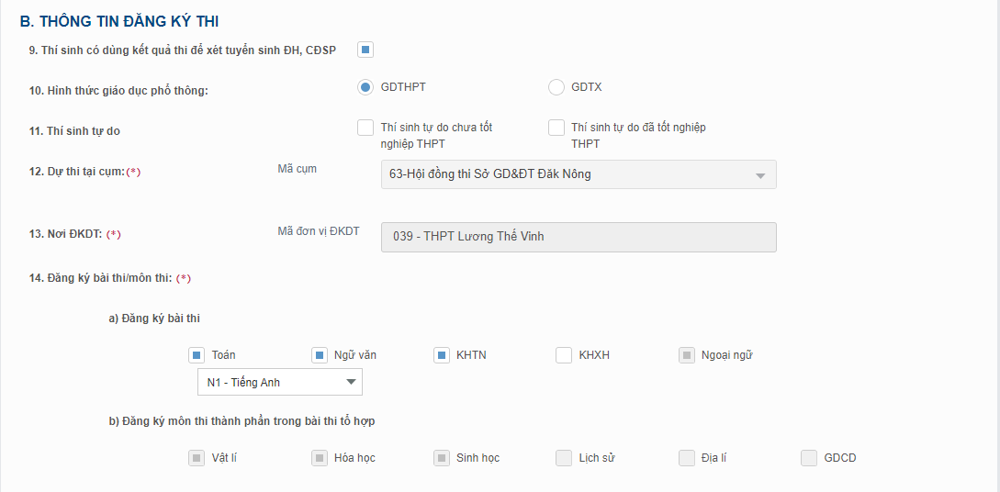 B. THÔNG TIN ĐĂNG KÝ THI
9. Thí sinh có dùng kết quả thi để xét tuyển sinh ĐH, CĐSP
10. Hình thức giáo dục phổ thông: GDTHPT GDTX
11. Thí sinh tự do Thí sinh tự do chưa tốt Thí sinh tự do đã tốt nghiệp
nghiệp THPT THPT
12. Dự thi tại cụm:(*) Mã cụm 63-Hội đồng thi Sở GD&ĐT Đăk Nông
13. Nơi ĐKDT: (*) Mã đơn vị ĐKDT 039 - THPT Lương Thế Vinh
14. Đăng ký bài thi/môn thi: (*)
a) Đăng ký bài thi
Toán Ngữ văn KHTN KHXH Ngoại ngữ
N1 - Tiếng Anh
b) Đăng ký môn thi thành phần trong bài thi tổ hợp
Vật lí Hóa học Sinh học Lịch sử Địa lí GDCD